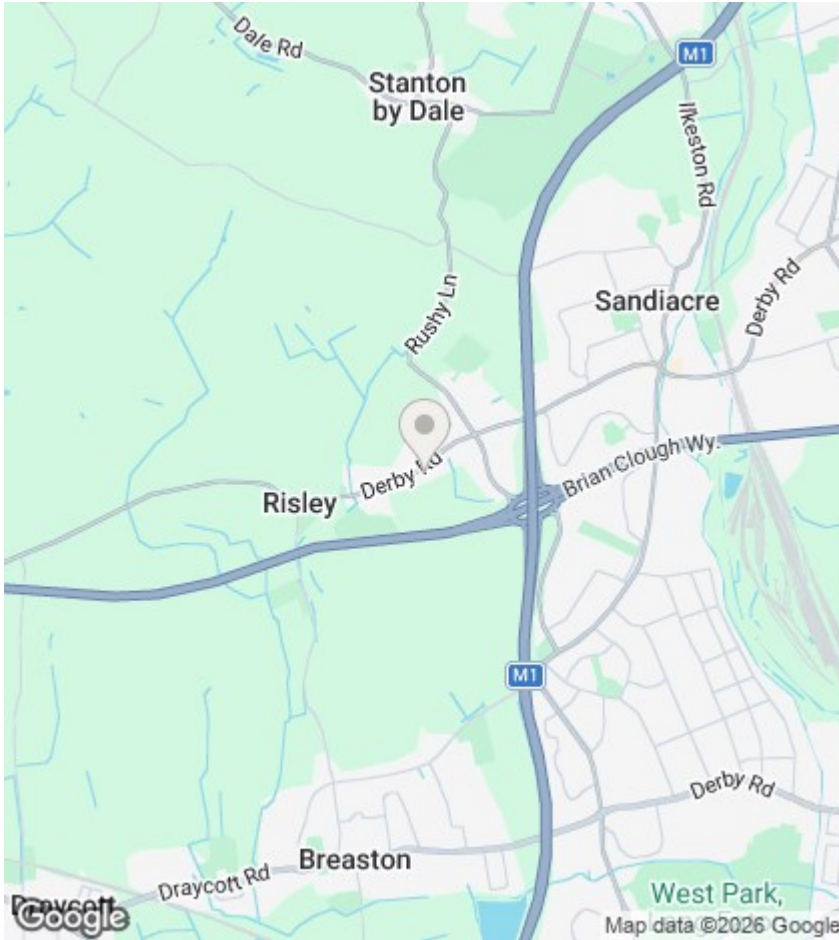 Dale Rd
M1
Stanton
by Dale
Ilkeston Rd
Rushy Ln
Sandiacre
Derby Rd
Brian Clough Wy.
Derby Rd
Risley
M1
Derby Rd
Breaston
Draycott Rd
West Park,
Draycott
Google
Map data ©2026 Google